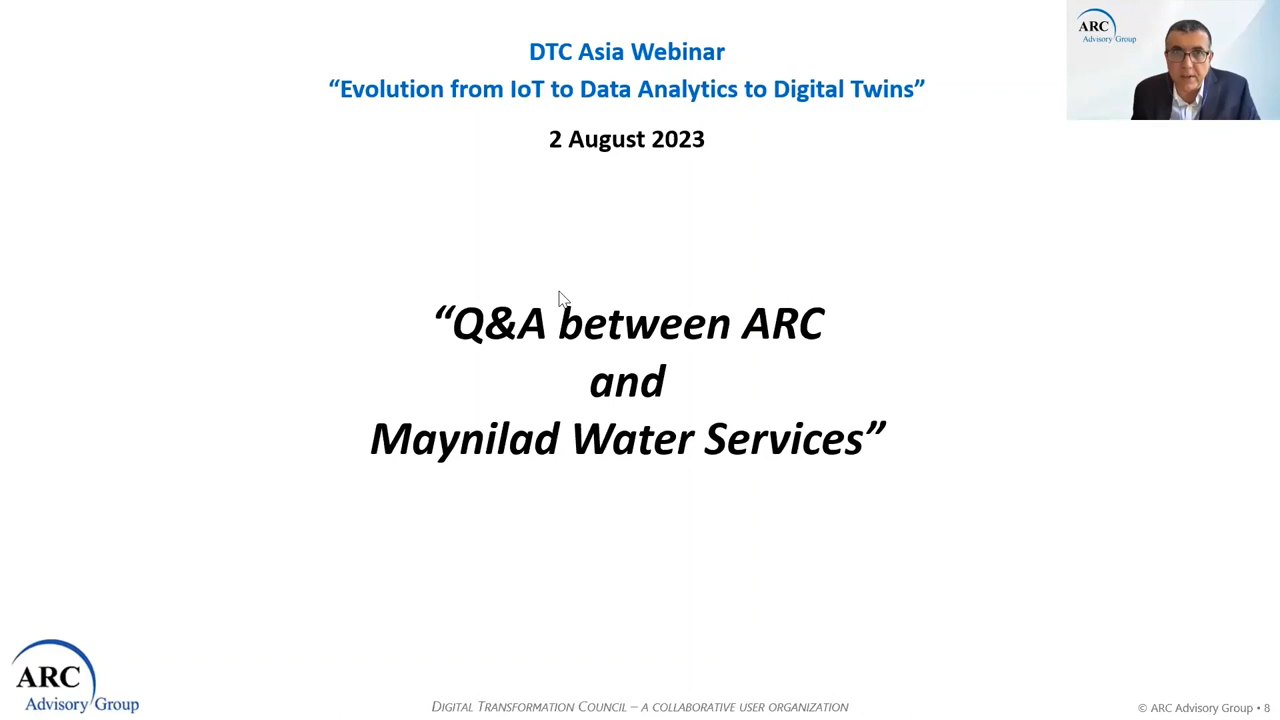 DTC Asia Webinar
“Evolution from IoT to Data Analytics to Digital Twins”
2 August 2023
ARC
Advisory Group
“Q&A between ARC
and
Maynilad Water Services”
ARC
Advisory Group
DIGITAL TRANSFORMATION COUNCIL – A COLLABORATIVE USER ORGANIZATION
© ARC Advisory Group • 8